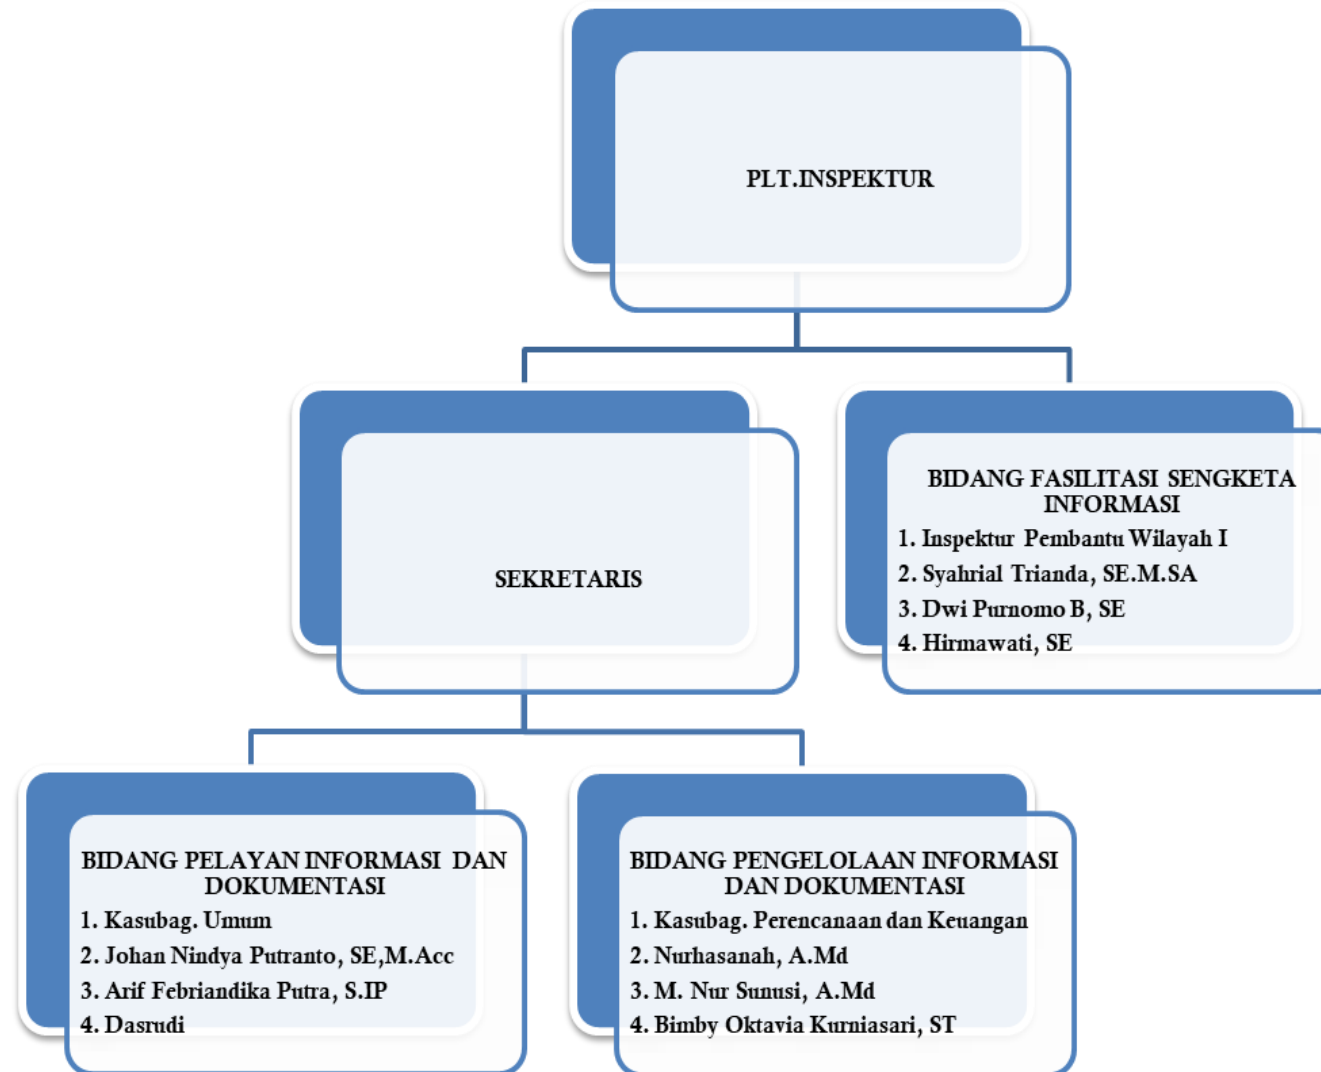 PLT.INSPEKTUR
SEKRETARIS
BIDANG FASILITASI SENGKETA
INFORMASI
1. Inspektur Pembantu Wilayah I
2. Syahrial Trianda, SE.M.SA
3. Dwi Purnomo B, SE
4. Hirmawati, SE
BIDANG PELAYAN INFORMASI DAN
DOKUMENTASI
1. Kasubag. Umum
2. Johan Nindya Putranto, SE,M.Acc
3. Arif Febriandika Putra, S.IP
4. Dasrudi
BIDANG PENGELOLAAN INFORMASI
DAN DOKUMENTASI
1. Kasubag. Perencanaan dan Keuangan
2. Nurhasanah, A.Md
3. M. Nur Sunusi, A.Md
4. Bimby Oktavia Kurniasari, ST